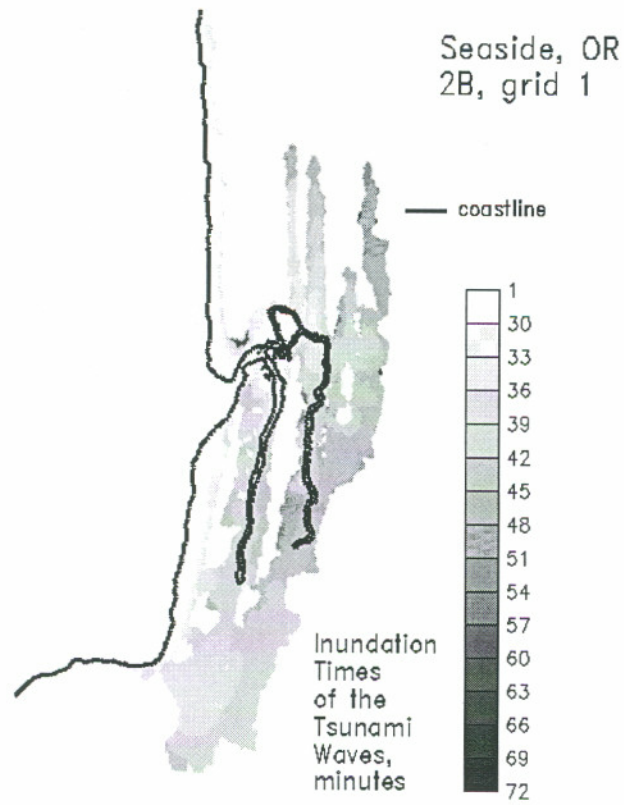 Seaside, OR
2B, grid 1
coastline
1
30
33
36
39
42
45
48
51
54
57
60
63
66
69
72
Inundation
Times
of the
Tsunami
Waves,
minutes